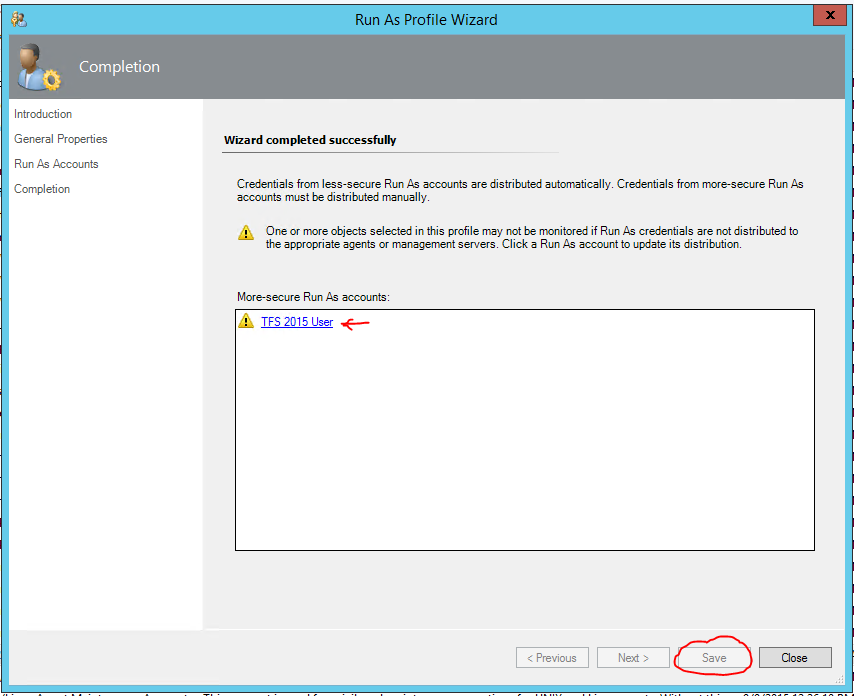 Run As Profile Wizard
x
Completion
Introduction
General Properties
Run As Accounts
Completion
Wizard completed successfully
Credentials from less-secure Run As accounts are distributed automatically. Credentials from more-secure Run As
accounts must be distributed manually.
One or more objects selected in this profile may not be monitored if Run As credentials are not distributed to
the appropriate agents or management servers. Click a Run As account to update its distribution.
More-secure Run As accounts:
TFS 2015 User
< Previous
Next >
Save
Close